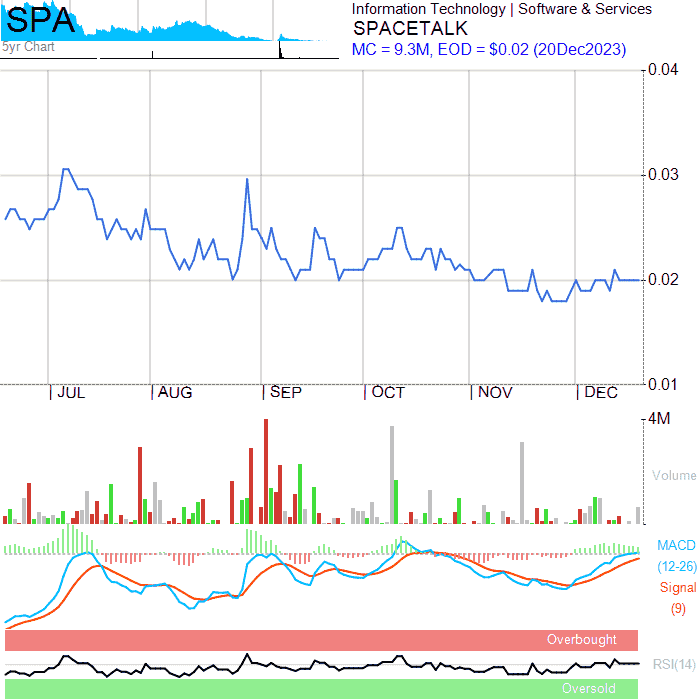 SPA
5yr Chart
Information Technology | Software & Services
SPACETALK
MC = 9.3M, EOD = $0.02 (20Dec2023)
0.04
0.03
0.02
0.01
JUL AUG SEP OCT NOV DEC
4M
Volume
MACD
(12-26)
Signal
(9)
Overbought
RSI(14)
Oversold